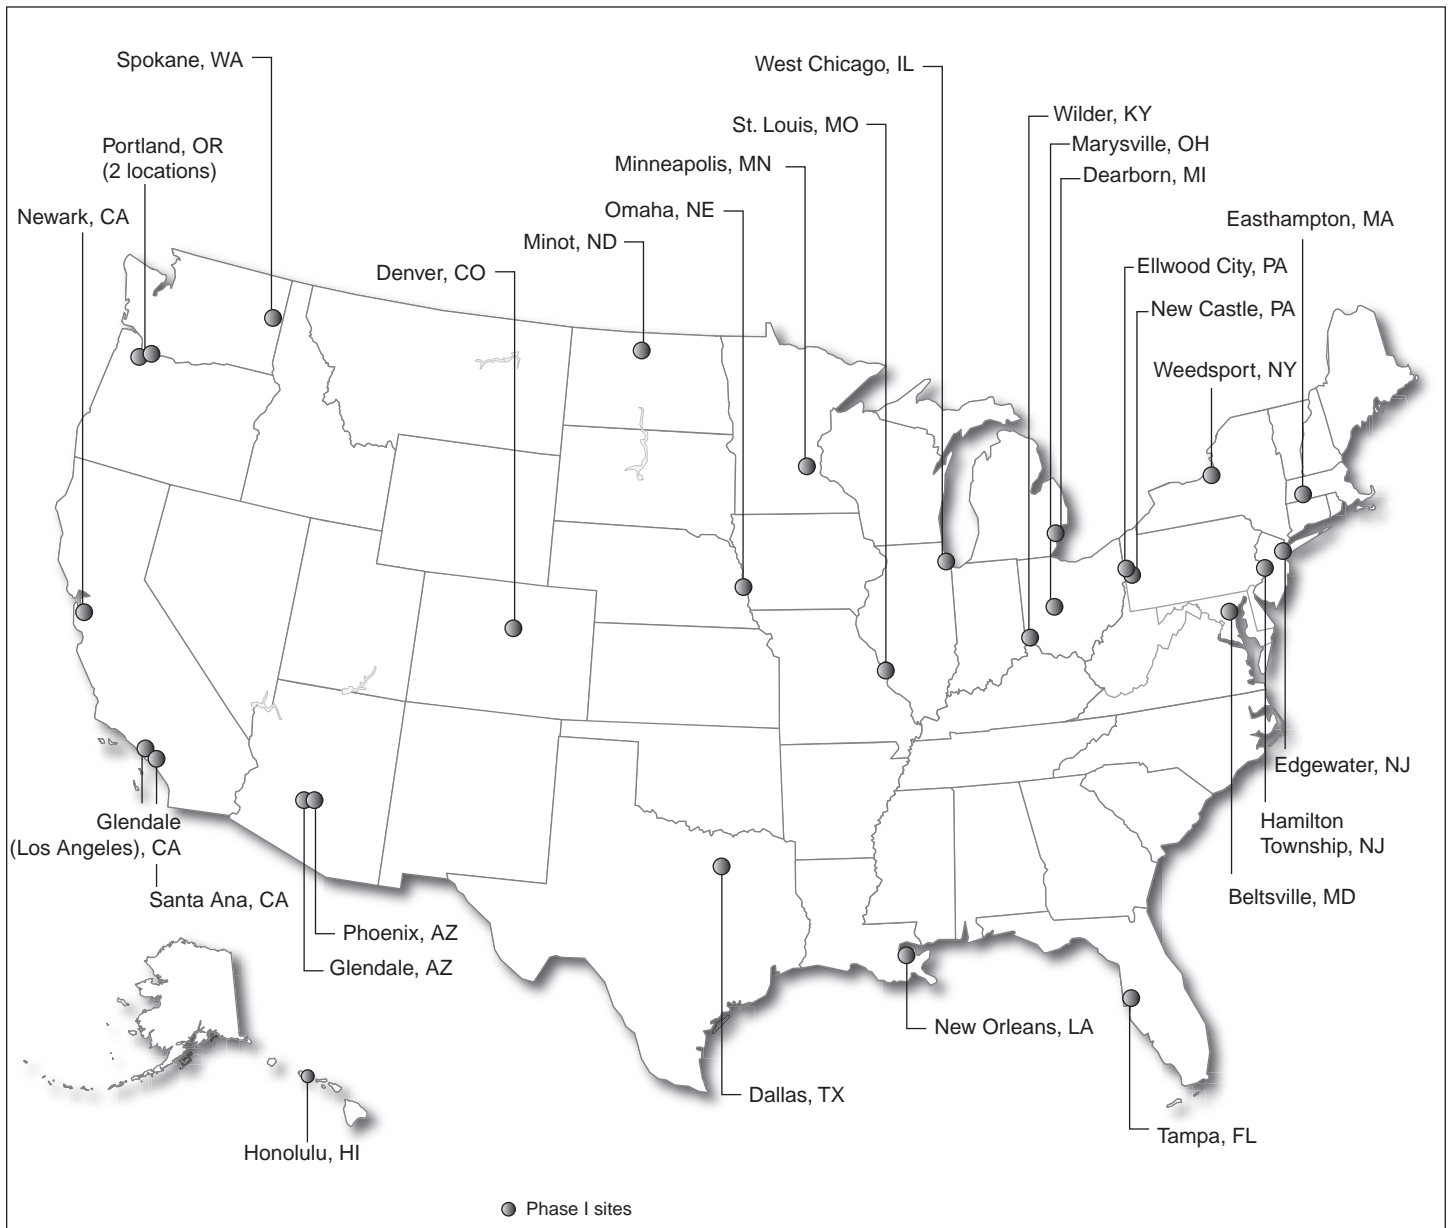 Spokane, WA
West Chicago, IL
Wilder, KY
St. Louis, MO
Marysville, OH
Portland, OR
(2 locations)
Minneapolis, MN
Dearborn, MI
Newark, CA
Omaha, NE
Easthampton, MA
Minot, ND
Denver, CO
Ellwood City, PA
New Castle, PA
Weedsport, NY
Edgewater, NJ
Glendale
(Los Angeles), CA
Hamilton
Township, NJ
Santa Ana, CA
Beltsville, MD
Phoenix, AZ
Glendale, AZ
New Orleans, LA
Dallas, TX
Tampa, FL
Honolulu, HI
Phase I sites